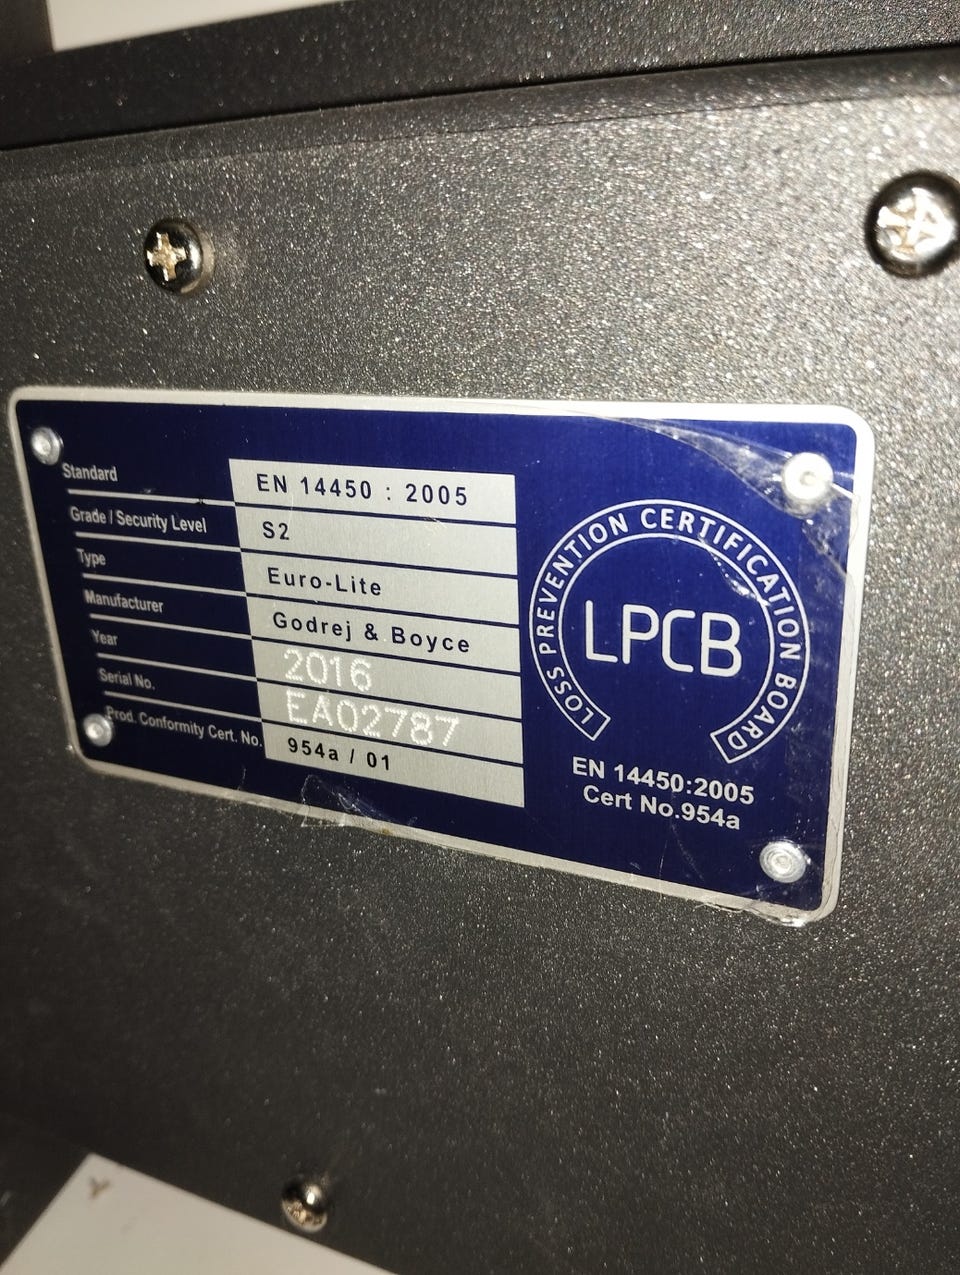 Standard EN 14450 : 2005
Grade / Security Level S2
Type Euro-Lite
Manufacturer Godrej & Boyce
Year 2016
Serial No. EA02787
Prod. Conformity Cert. No. 954a / 01
LOSS PREVENTION CERTIFICATION BOARD
LPCB
EN 14450:2005
Cert No.954a